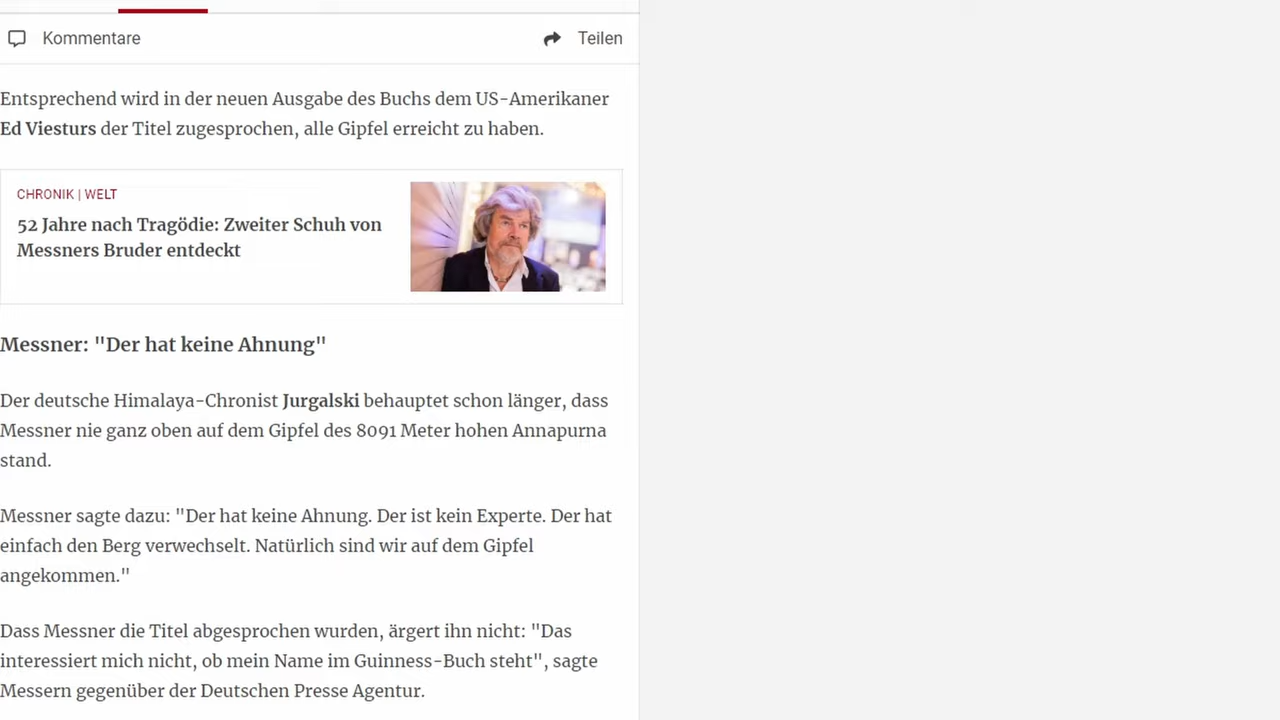 Kommentare
Teilen
Entsprechend wird in der neuen Ausgabe des Buchs dem US-Amerikaner
Ed Viesturs der Titel zugesprochen, alle Gipfel erreicht zu haben.
CHRONIK | WELT
52 Jahre nach Tragödie: Zweiter Schuh von
Messners Bruder entdeckt
Messner: "Der hat keine Ahnung"
Der deutsche Himalaya-Chronist Jurgalski behauptet schon länger, dass
Messner nie ganz oben auf dem Gipfel des 8091 Meter hohen Annapurna
stand.
Messner sagte dazu: "Der hat keine Ahnung. Der ist kein Experte. Der hat
einfach den Berg verwechselt. Natürlich sind wir auf dem Gipfel
angekommen."
Dass Messner die Titel abgesprochen wurden, ärgert ihn nicht: "Das
interessiert mich nicht, ob mein Name im Guinness-Buch steht", sagte
Messern gegenüber der Deutschen Presse Agentur.